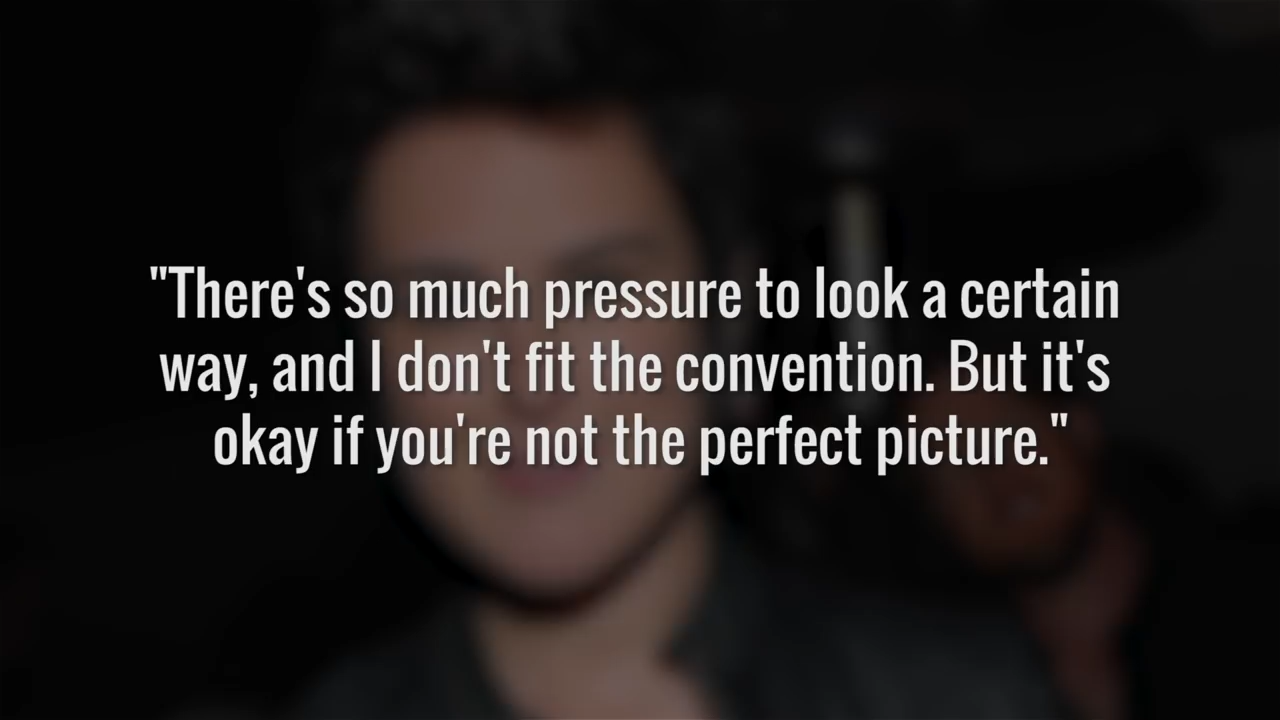 "There's so much pressure to look a certain
way, and I don't fit the convention. But it's
okay if you're not the perfect picture."